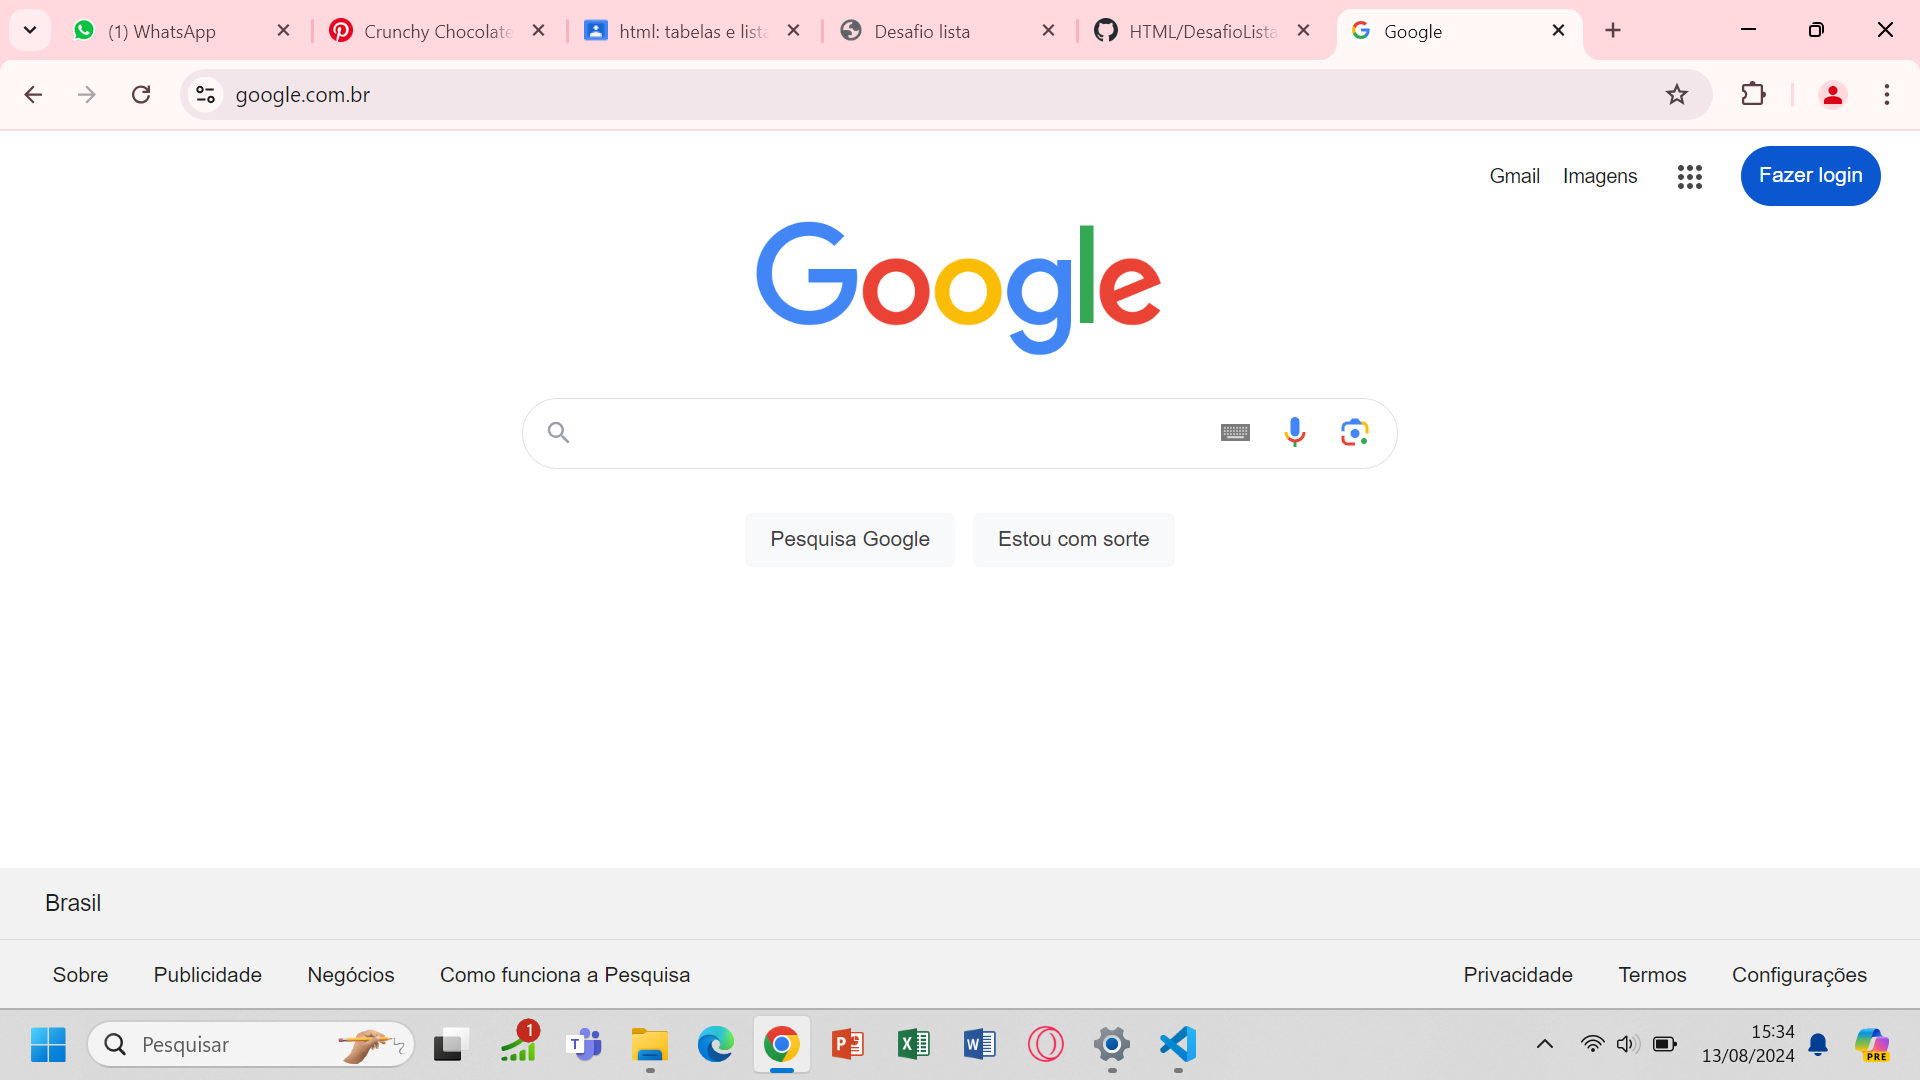 (1) WhatsApp
Crunchy Chocolate
html: tabelas e lista
Desafio lista
HTML/DesafioLista
Google
google.com.br
Gmail
Imagens
Fazer login
Google
Pesquisa Google
Estou com sorte
Brasil
Sobre
Publicidade
Negócios
Como funciona a Pesquisa
Privacidade
Termos
Configurações
Pesquisar
1
15:34
13/08/2024
PRE